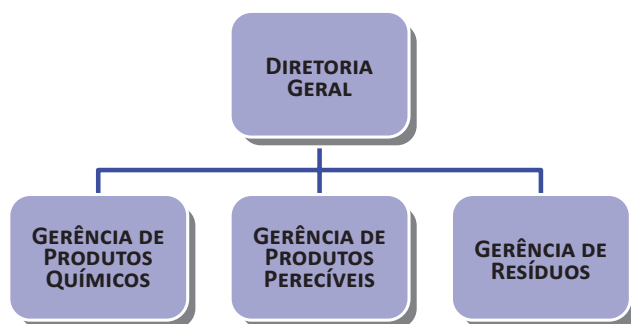 DIRETORIA
GERAL
GERÊNCIA DE
PRODUTOS
QUÍMICOS
GERÊNCIA DE
PRODUTOS
PERECÍVEIS
GERÊNCIA DE
RESÍDUOS